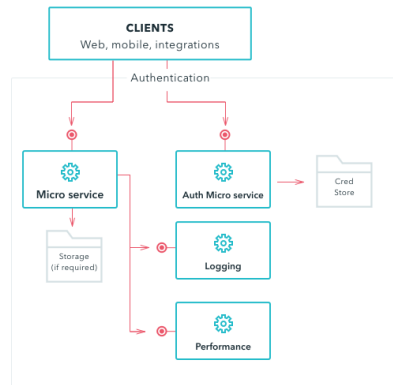 CLIENTS
Web, mobile, integrations
Authentication
Micro service
Auth Micro service
Cred
Store
Storage
(if required)
Logging
Performance